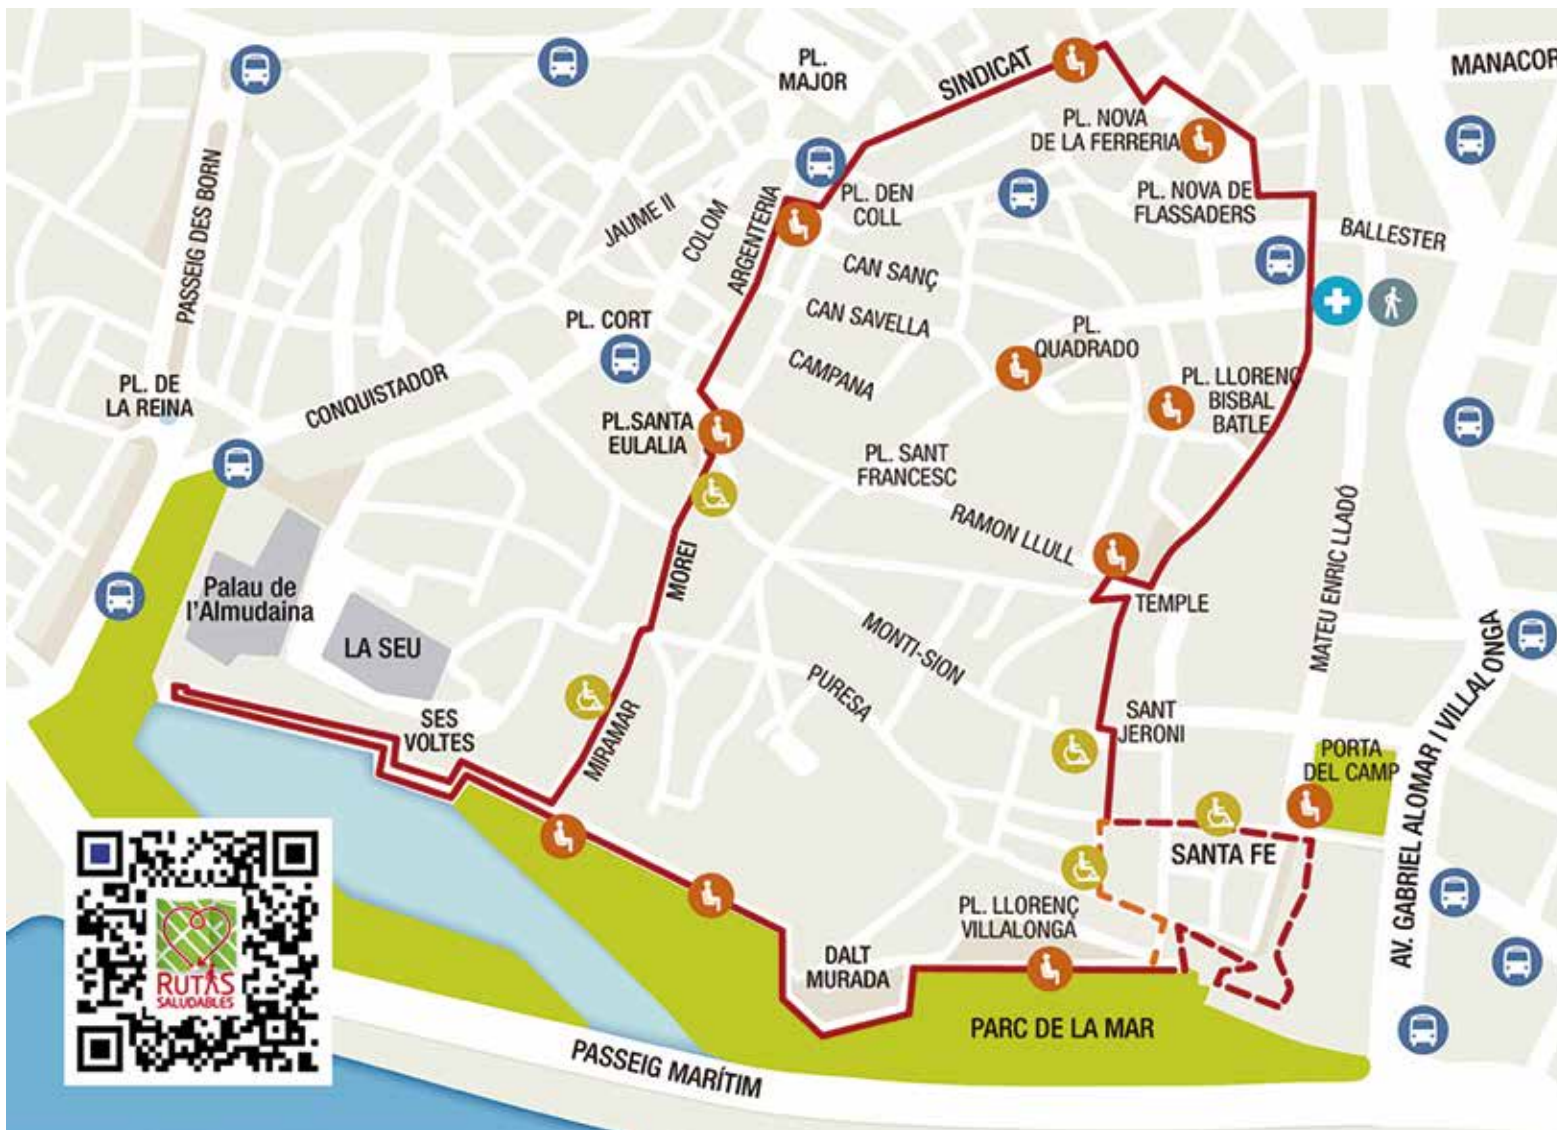 PL.
MAJOR
SINDICAT
MANACOR
PL. NOVA
DE LA FERRERIA
PL. NOVA DE
FLASSADERS
PASSEIG DES BORN
JAUME II
COLOM
ARGENTERIA
PL. DEN
COLL
CAN SANÇ
CAN SAVELLA
CAMPANA
BALLESTER
PL. CORT
PL.
QUADRADO
PL. DE
LA REINA
CONQUISTADOR
PL.SANTA
EULALIA
PL. LLORENÇ
BISBAL
BATLE
PL. SANT
FRANCESC
RAMON LLULL
MATEU ENRIC LLADÓ
Palau de
l'Almudaina
LA SEU
MOREI
TEMPLE
MONTI-SION
PURESA
SES
VOLTES
MIRAMAR
SANT
JERONI
PORTA
DEL CAMP
AV. GABRIEL ALOMAR I VILLALONGA
SANTA FE
PL. LLORENÇ
VILLALONGA
DALT
MURADA
PARC DE LA MAR
PASSEIG MARÍTIM
RUTAS
SALUDABLES